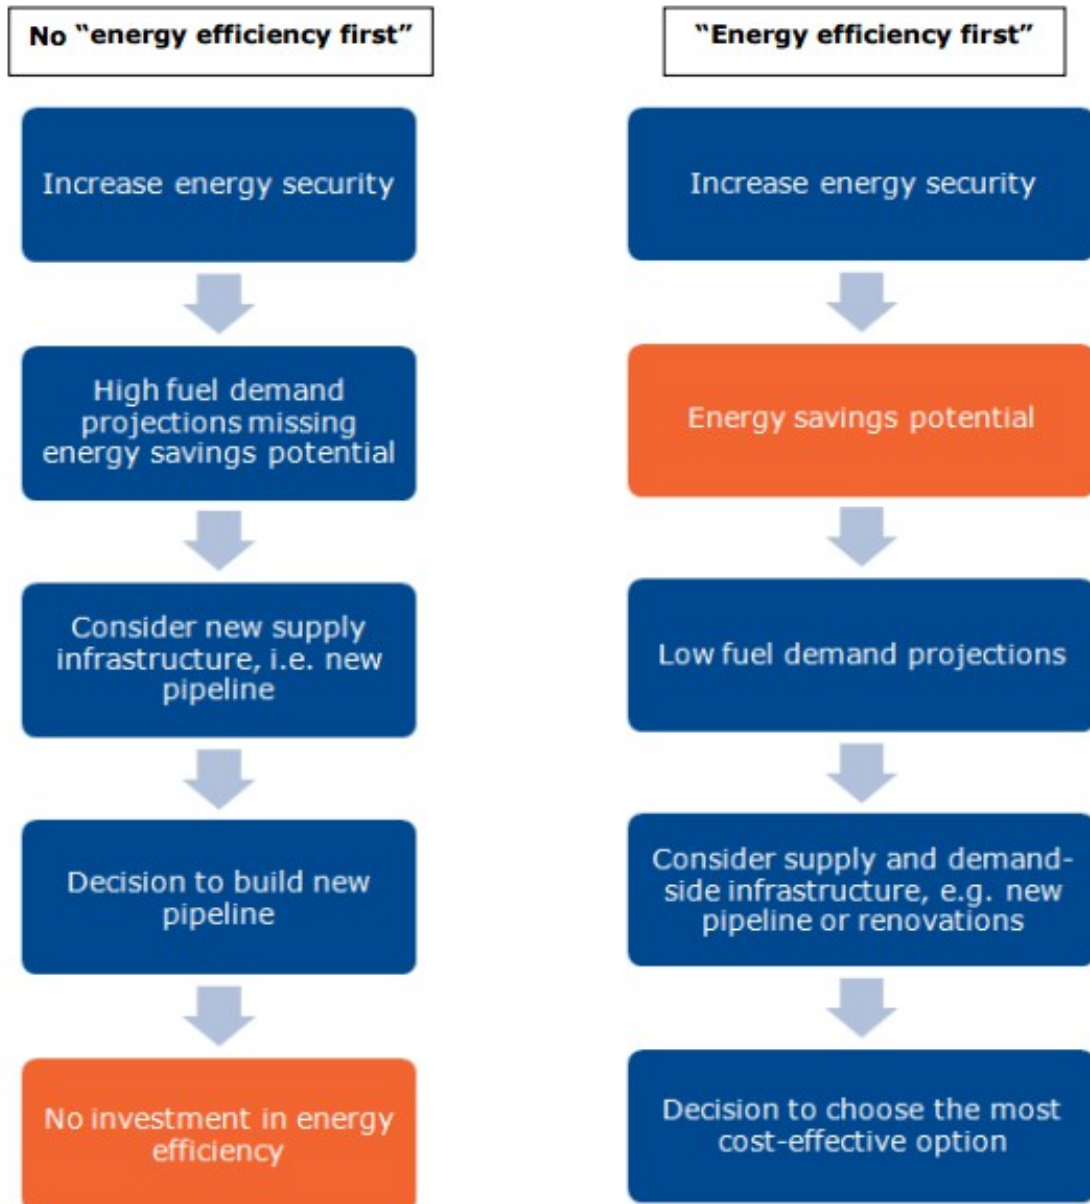 No “energy efficiency first”
Increase energy security
High fuel demand
projections missing
energy savings potential
Consider new supply
infrastructure, i.e. new
pipeline
Decision to build new
pipeline
No investment in energy
efficiency
“Energy efficiency first”
Increase energy security
Energy savings potential
Low fuel demand projections
Consider supply and demand-
side infrastructure, e.g. new
pipeline or renovations
Decision to choose the most
cost-effective option